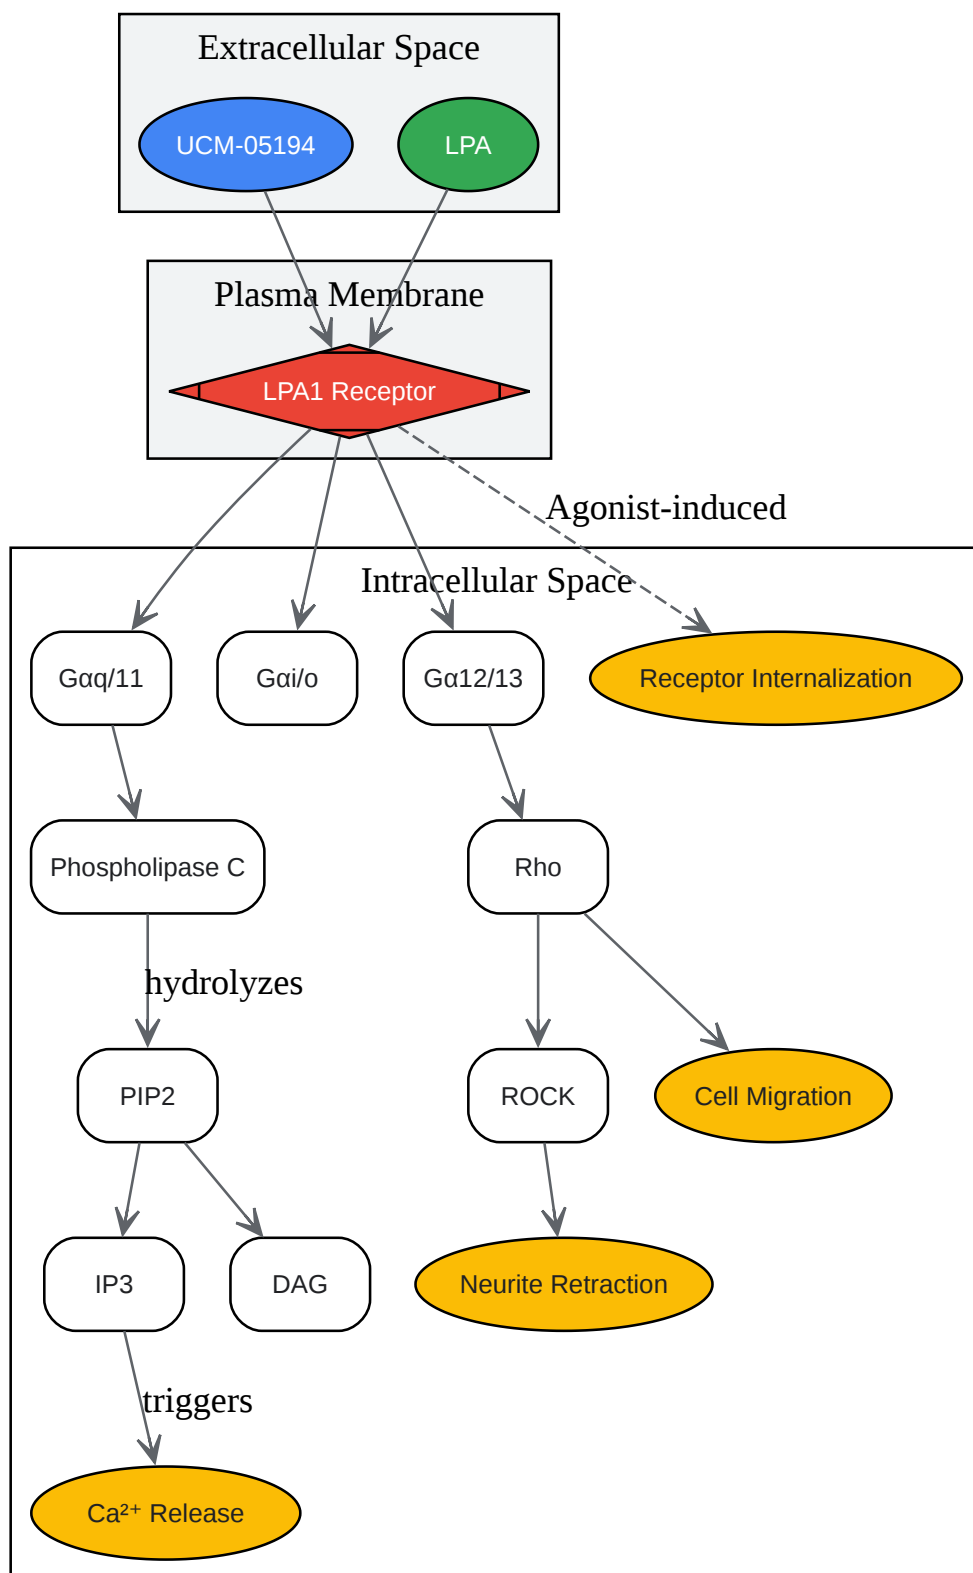 Extracellular Space
UCM-05194
LPA
Plasma Membrane
LPA1 Receptor
Agonist-induced
Intracellular Space
Gαq/11
Gαi/o
Gα12/13
Receptor Internalization
Phospholipase C
Rho
hydrolyzes
PIP2
ROCK
Cell Migration
IP3
DAG
Neurite Retraction
triggers
Ca²⁺ Release